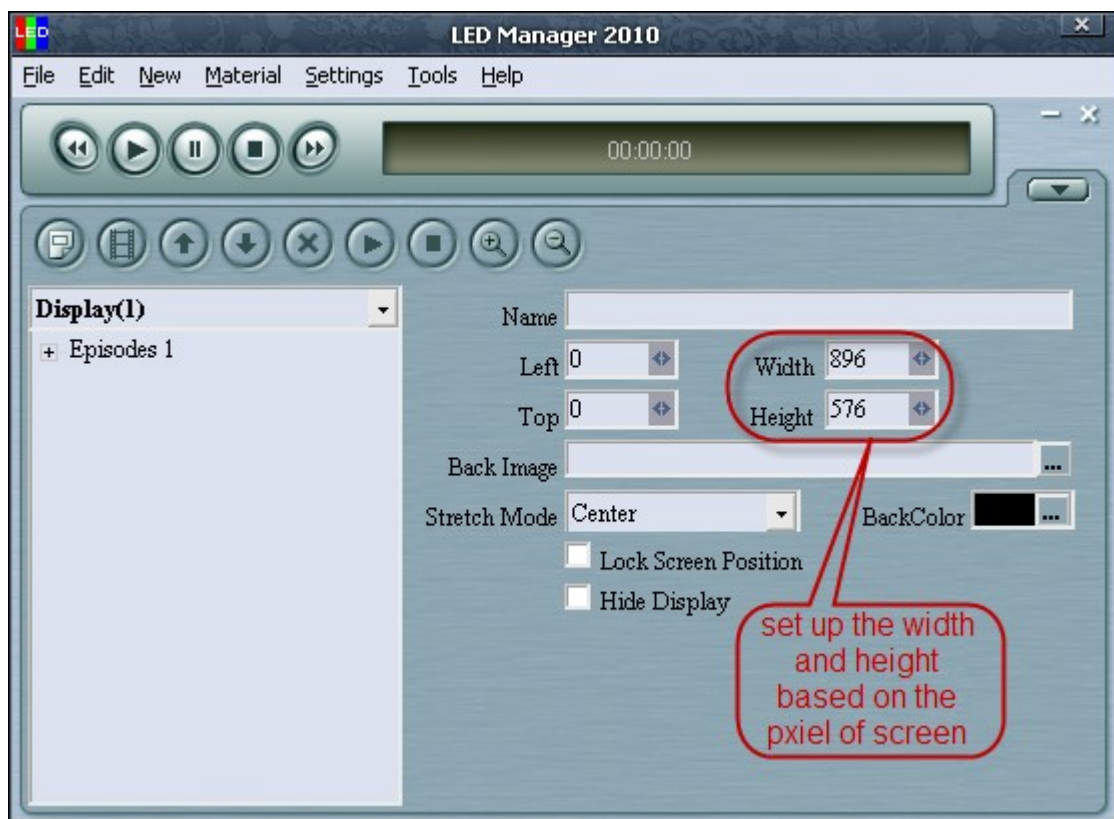 LED
LED Manager 2010
File Edit New Material Settings Tools Help
00:00:00
Display(1)
Episodes 1
Name
Left 0 Width 896
Top 0 Height 576
Back Image ...
Stretch Mode Center BackColor ...
Lock Screen Position
Hide Display
set up the width
and height
based on the
pxiel of screen